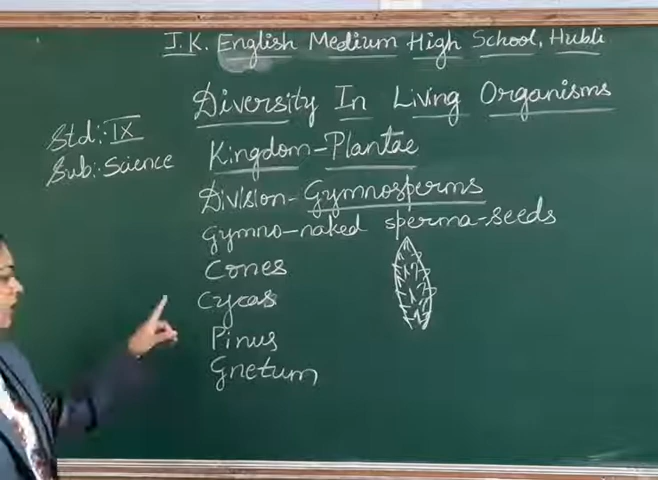 J.K. English Medium High School, Hubli
Diversity In Living Organisms
Std:- IX
Sub:- Science
Kingdom-Plantae
Division-Gymnosperms
Gymno-naked sperma-seeds
Cones
Cycas
Pinus
Gnetum